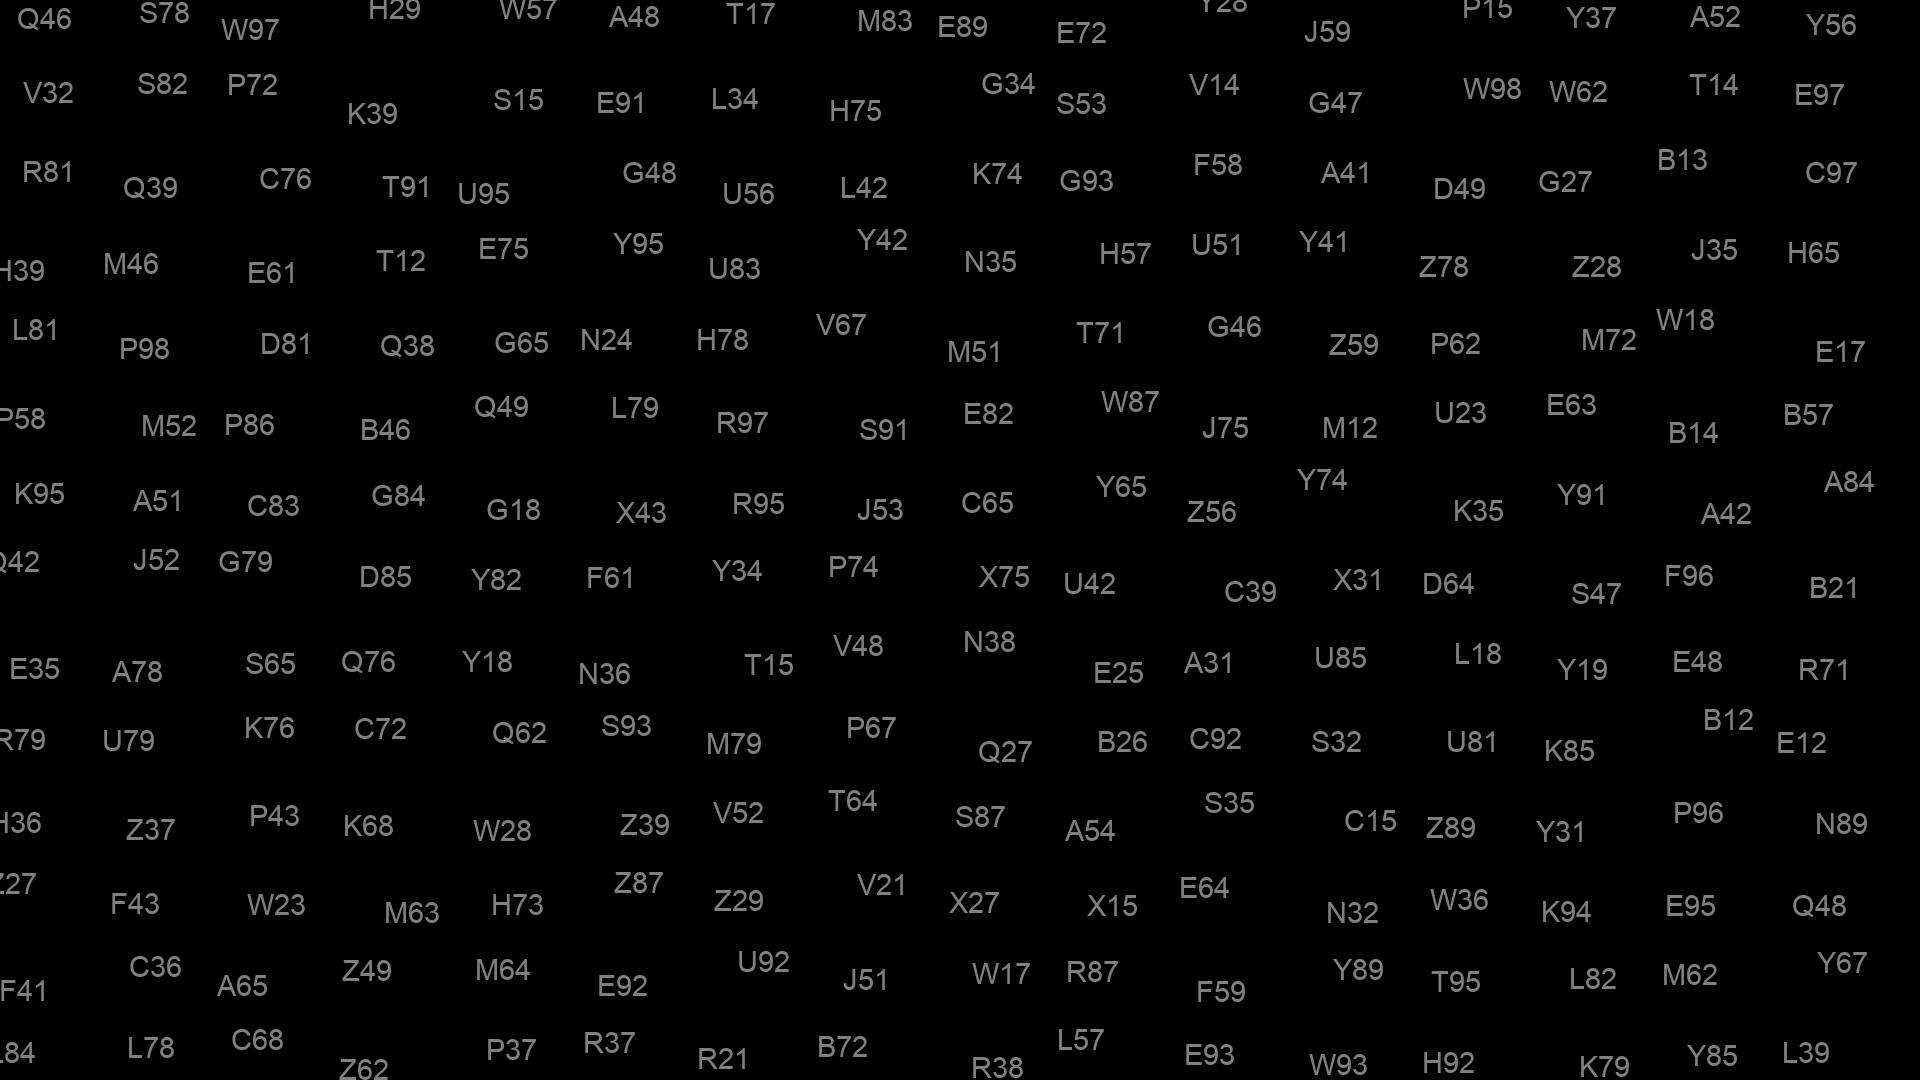 Q46 S78 W97 H29 W57 A48 T17 M83 E89 E72 Y28 J59 P15 Y37 A52 Y56
V32 S82 P72 K39 S15 E91 L34 H75 G34 S53 V14 G47 W98 W62 T14 E97
R81 Q39 C76 T91 U95 G48 U56 L42 K74 G93 F58 A41 D49 G27 B13 C97
H39 M46 E61 T12 E75 Y95 U83 Y42 N35 H57 U51 Y41 Z78 Z28 J35 H65
L81 P98 D81 Q38 G65 N24 H78 V67 M51 T71 G46 Z59 P62 M72 W18 E17
P58 M52 P86 B46 Q49 L79 R97 S91 E82 W87 J75 M12 U23 E63 B14 B57
K95 A51 C83 G84 G18 X43 R95 J53 C65 Y65 Z56 Y74 K35 Y91 A42 A84
Q42 J52 G79 D85 Y82 F61 Y34 P74 X75 U42 C39 X31 D64 S47 F96 B21
E35 A78 S65 Q76 Y18 N36 T15 V48 N38 E25 A31 U85 L18 Y19 E48 R71
R79 U79 K76 C72 Q62 S93 M79 P67 Q27 B26 C92 S32 U81 K85 B12 E12
H36 Z37 P43 K68 W28 Z39 V52 T64 S87 A54 S35 C15 Z89 Y31 P96 N89
Z27 F43 W23 M63 H73 Z87 Z29 V21 X27 X15 E64 N32 W36 K94 E95 Q48
F41 C36 A65 Z49 M64 E92 U92 J51 W17 R87 F59 Y89 T95 L82 M62 Y67
L84 L78 C68 Z62 P37 R37 R21 B72 R38 L57 E93 W93 H92 K79 Y85 L39